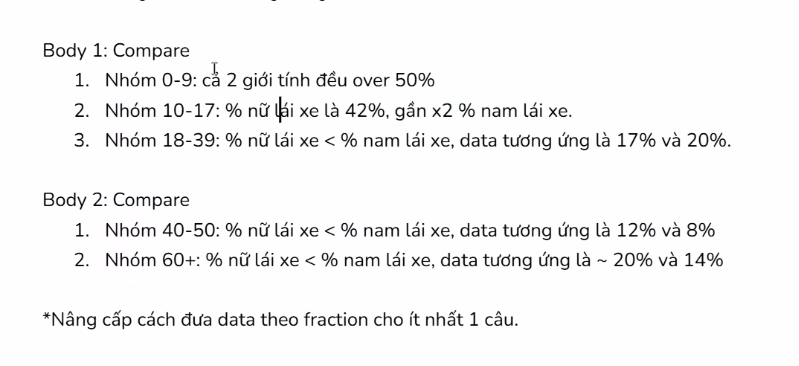 Body 1: Compare
1. Nhóm 0-9: cả 2 giới tính đều over 50%
2. Nhóm 10-17: % nữ lái xe là 42%, gần x2 % nam lái xe.
3. Nhóm 18-39: % nữ lái xe < % nam lái xe, data tương ứng là 17% và 20%.
Body 2: Compare
1. Nhóm 40-50: % nữ lái xe < % nam lái xe, data tương ứng là 12% và 8%
2. Nhóm 60+: % nữ lái xe < % nam lái xe, data tương ứng là ~ 20% và 14%
*Nâng cấp cách đưa data theo fraction cho ít nhất 1 câu.